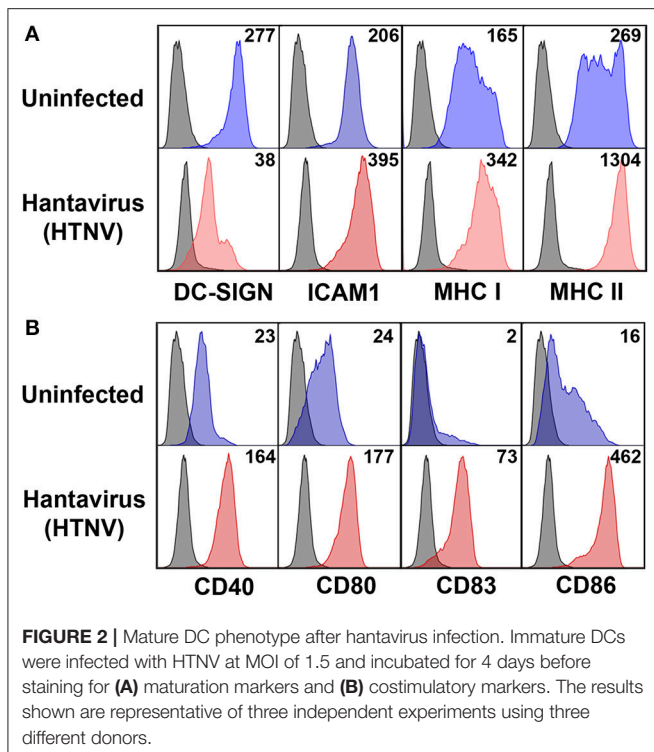 A
Uninfected
277 206 165 269
Hantavirus
(HTNV)
38 395 342 1304
DC-SIGN ICAM1 MHC I MHC II
B
Uninfected
23 24 2 16
Hantavirus
(HTNV)
164 177 73 462
CD40 CD80 CD83 CD86
FIGURE 2 | Mature DC phenotype after hantavirus infection. Immature DCs
were infected with HTNV at MOI of 1.5 and incubated for 4 days before
staining for (A) maturation markers and (B) costimulatory markers. The results
shown are representative of three independent experiments using three
different donors.